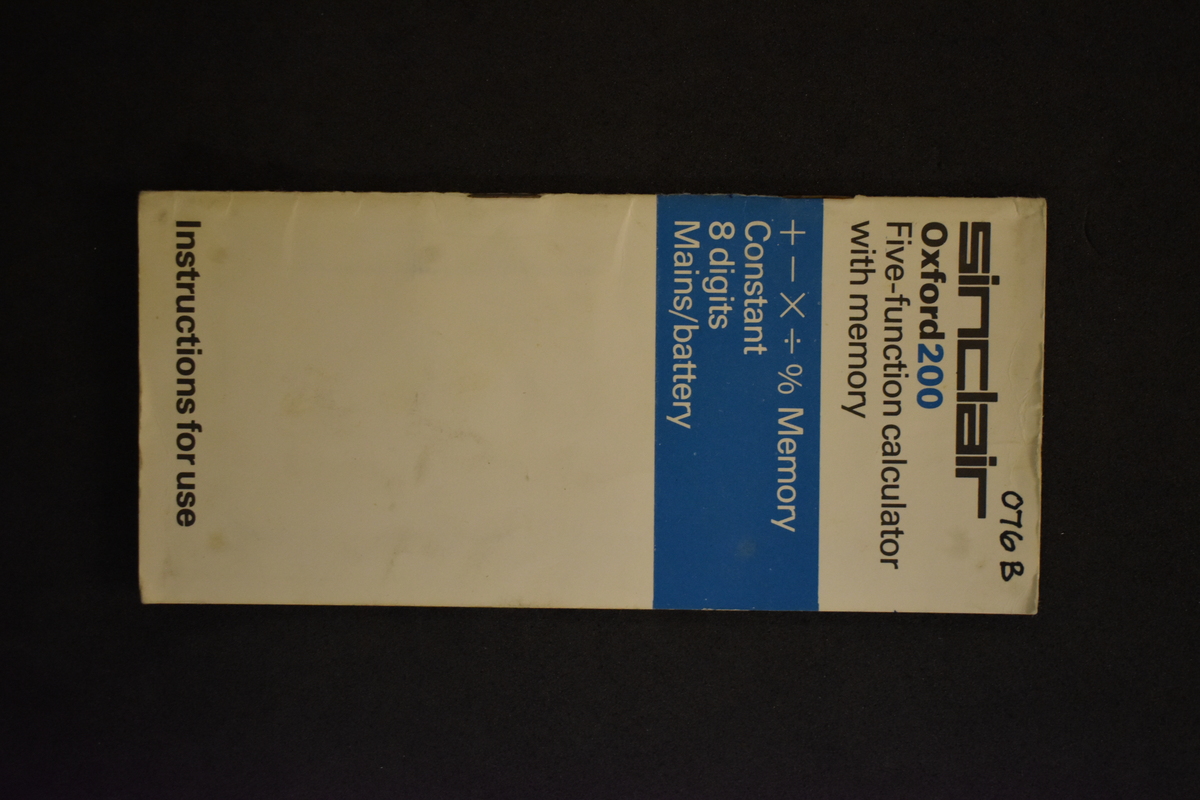 076 B
sinclair
Oxford200
Five-function calculator
with memory
+ − × ÷ % Memory
Constant
8 digits
Mains/battery
Instructions for use